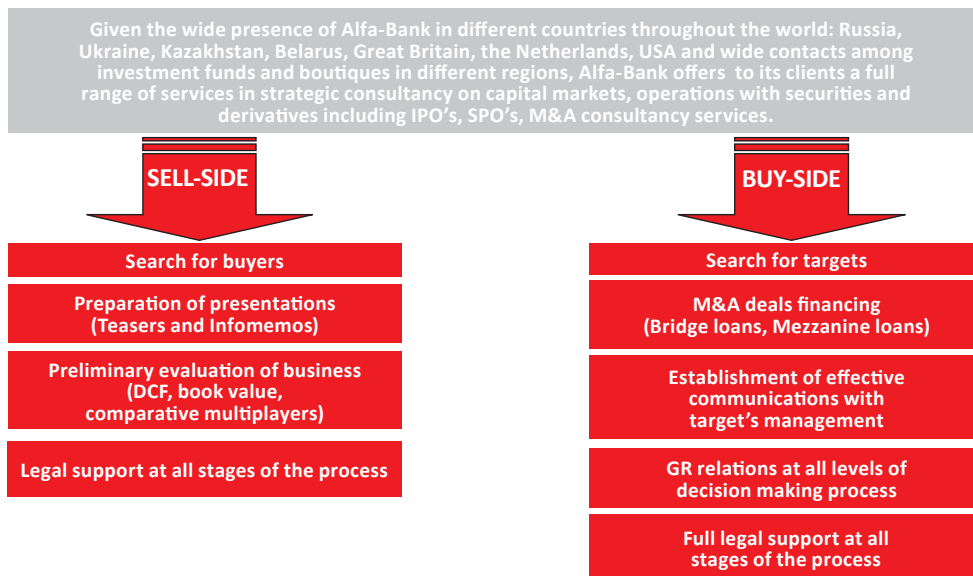 Given the wide presence of Alfa-Bank in different countries throughout the world: Russia,
Ukraine, Kazakhstan, Belarus, Great Britain, the Netherlands, USA and wide contacts among
investment funds and boutiques in different regions, Alfa-Bank offers to its clients a full
range of services in strategic consultancy on capital markets, operations with securities and
derivatives including IPO's, SPO's, M&A consultancy services.
SELL-SIDE
Search for buyers
Preparation of presentations
(Teasers and Infomemos)
Preliminary evaluation of business
(DCF, book value,
comparative multiplayers)
Legal support at all stages of the process
BUY-SIDE
Search for targets
M&A deals financing
(Bridge loans, Mezzanine loans)
Establishment of effective
communications with
target's management
GR relations at all levels of
decision making process
Full legal support at all
stages of the process